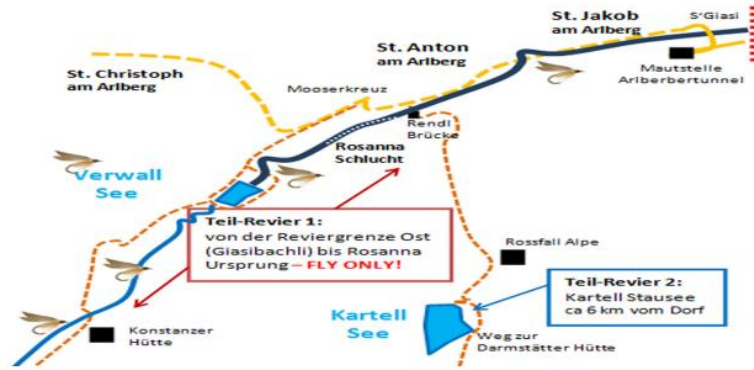 St. Jakob
am Arlberg
S'Giasi
St. Anton
am Arlberg
Mautstelle
Arlberbertunnel
St. Christoph
am Arlberg
Mooserkreuz
Rendl
Brücke
Rosanna
Schlucht
Verwall
See
Teil-Revier 1:
von der Reviergrenze Ost
(Giasibachli) bis Rosanna
Ursprung – FLY ONLY!
Rossfall Alpe
Teil-Revier 2:
Kartell Stausee
ca 6 km vom Dorf
Kartell
See
Konstanzer
Hütte
Weg zur
Darmstätter Hütte